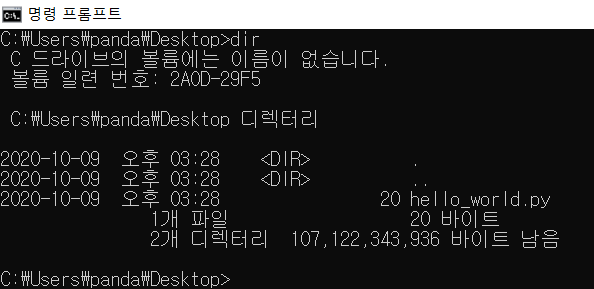 명령 프롬프트
C:₩Users₩panda₩Desktop>dir
C 드라이브의 볼륨에는 이름이 없습니다.
볼륨 일련 번호: 2A0D-29F5
C:₩Users₩panda₩Desktop 디렉터리
2020-10-09 오후 03:28 <DIR> .
2020-10-09 오후 03:28 <DIR> ..
2020-10-09 오후 03:28 20 hello_world.py
1개 파일 20 바이트
2개 디렉터리 107,122,343,936 바이트 남음
C:₩Users₩panda₩Desktop>